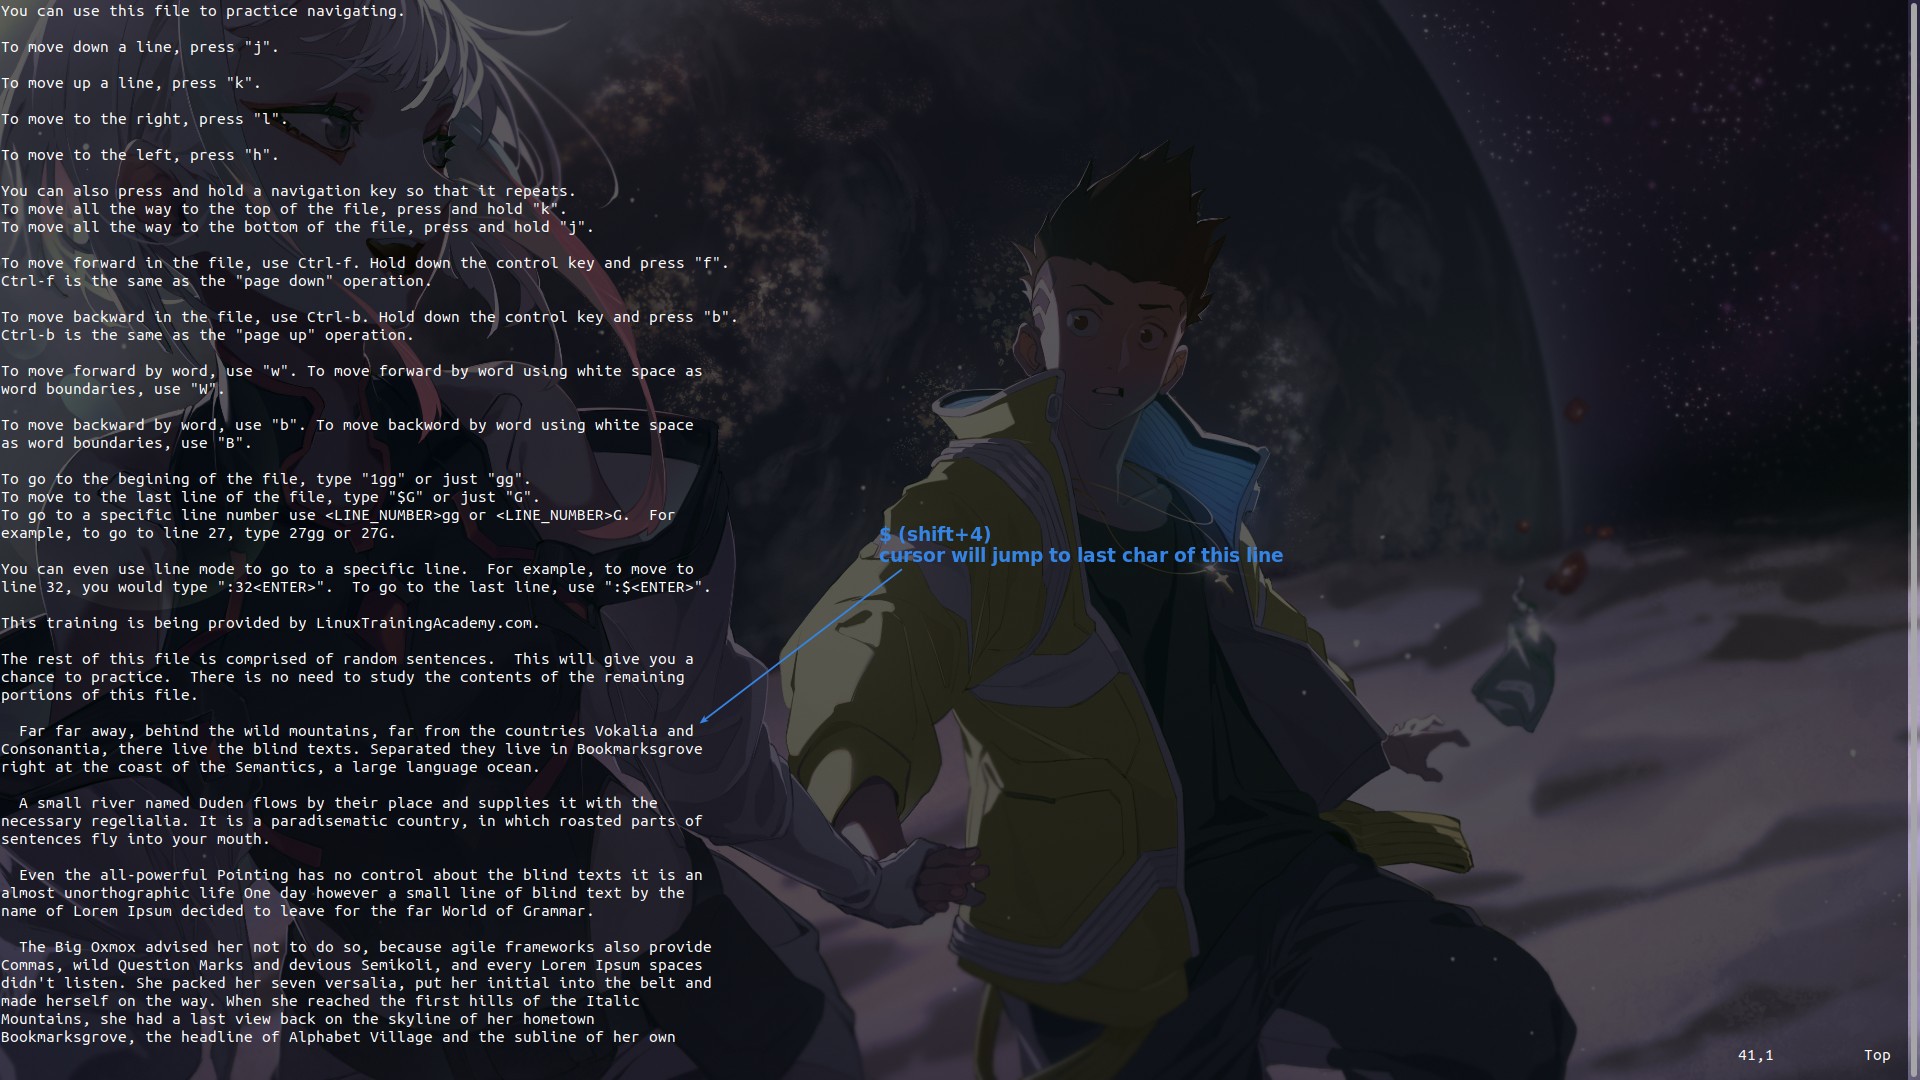 You can use this file to practice navigating.
To move down a line, press "j".
To move up a line, press "k".
To move to the right, press "l".
To move to the left, press "h".
You can also press and hold a navigation key so that it repeats.
To move all the way to the top of the file, press and hold "k".
To move all the way to the bottom of the file, press and hold "j".
To move forward in the file, use Ctrl-f. Hold down the control key and press "f".
Ctrl-f is the same as the "page down" operation.
To move backward in the file, use Ctrl-b. Hold down the control key and press "b".
Ctrl-b is the same as the "page up" operation.
To move forward by word, use "w". To move forward by word using white space as
word boundaries, use "W".
To move backward by word, use "b". To move backword by word using white space
as word boundaries, use "B".
To go to the begining of the file, type "1gg" or just "gg".
To move to the last line of the file, type "$G" or just "G".
To go to a specific line number use <LINE_NUMBER>gg or <LINE_NUMBER>G.  For
example, to go to line 27, type 27gg or 27G.
$ (shift+4)
cursor will jump to last char of this line
You can even use line mode to go to a specific line.  For example, to move to
line 32, you would type ":32<ENTER>".  To go to the last line, use ":$<ENTER>".
This training is being provided by LinuxTrainingAcademy.com.
The rest of this file is comprised of random sentences.  This will give you a
chance to practice.  There is no need to study the contents of the remaining
portions of this file.
  Far far away, behind the wild mountains, far from the countries Vokalia and
Consonantia, there live the blind texts. Separated they live in Bookmarksgrove
right at the coast of the Semantics, a large language ocean.
  A small river named Duden flows by their place and supplies it with the
necessary regelialia. It is a paradisematic country, in which roasted parts of
sentences fly into your mouth.
  Even the all-powerful Pointing has no control about the blind texts it is an
almost unorthographic life One day however a small line of blind text by the
name of Lorem Ipsum decided to leave for the far World of Grammar.
  The Big Oxmox advised her not to do so, because agile frameworks also provide
Commas, wild Question Marks and devious Semikoli, and every Lorem Ipsum spaces
didn't listen. She packed her seven versalia, put her initial into the belt and
made herself on the way. When she reached the first hills of the Italic
Mountains, she had a last view back on the skyline of her hometown
Bookmarksgrove, the headline of Alphabet Village and the subline of her own
41,1 Top